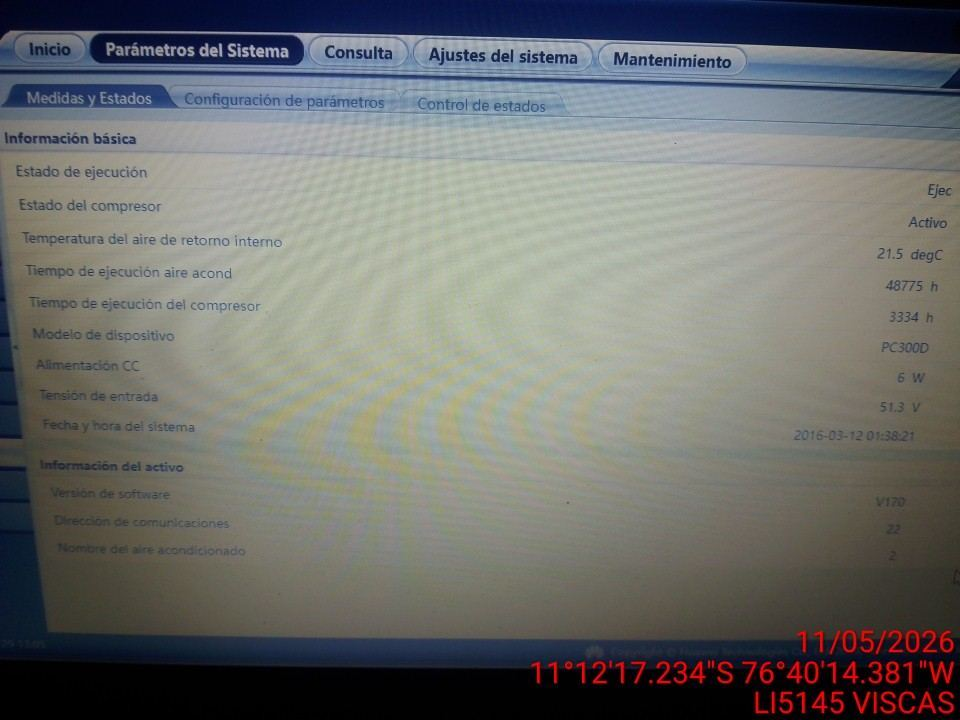 Inicio Parámetros del Sistema Consulta Ajustes del sistema Mantenimiento
Medidas y Estados Configuración de parámetros Control de estados
Información básica
Estado de ejecución Ejec
Estado del compresor Activo
Temperatura del aire de retorno interno 21.5 degC
Tiempo de ejecución aire acond 48775 h
Tiempo de ejecución del compresor 3334 h
Modelo de dispositivo PC300D
Alimentación CC 6 W
Tensión de entrada 51.3 V
Fecha y hora del sistema 2016-03-12 01:38:21
Información del activo
Versión de software V170
Dirección de comunicaciones 22
Nombre del aire acondicionado 2
Copyright © Huawei Technologies
11/05/2026
11°12'17.234"S 76°40'14.381"W
LI5145 VISCAS